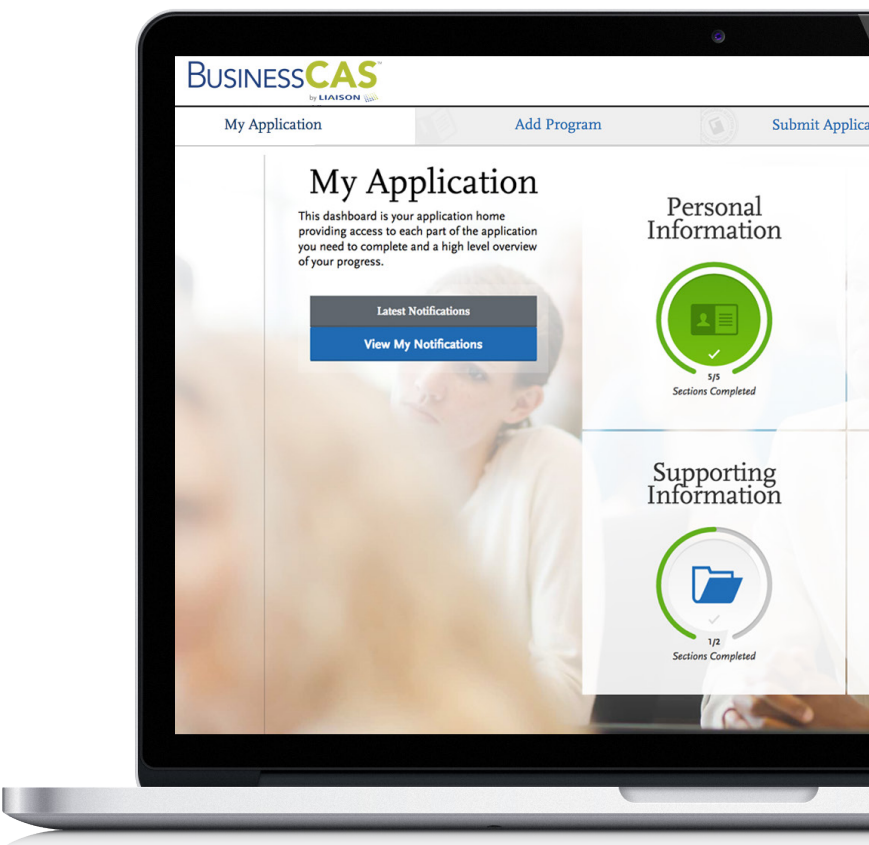 BUSINESSCAS™
by LIAISON
My Application
Add Program
Submit Applica
My Application
This dashboard is your application home
providing access to each part of the application
you need to complete and a high level overview
of your progress.
Latest Notifications
View My Notifications
Personal
Information
5/5
Sections Completed
Supporting
Information
1/2
Sections Completed